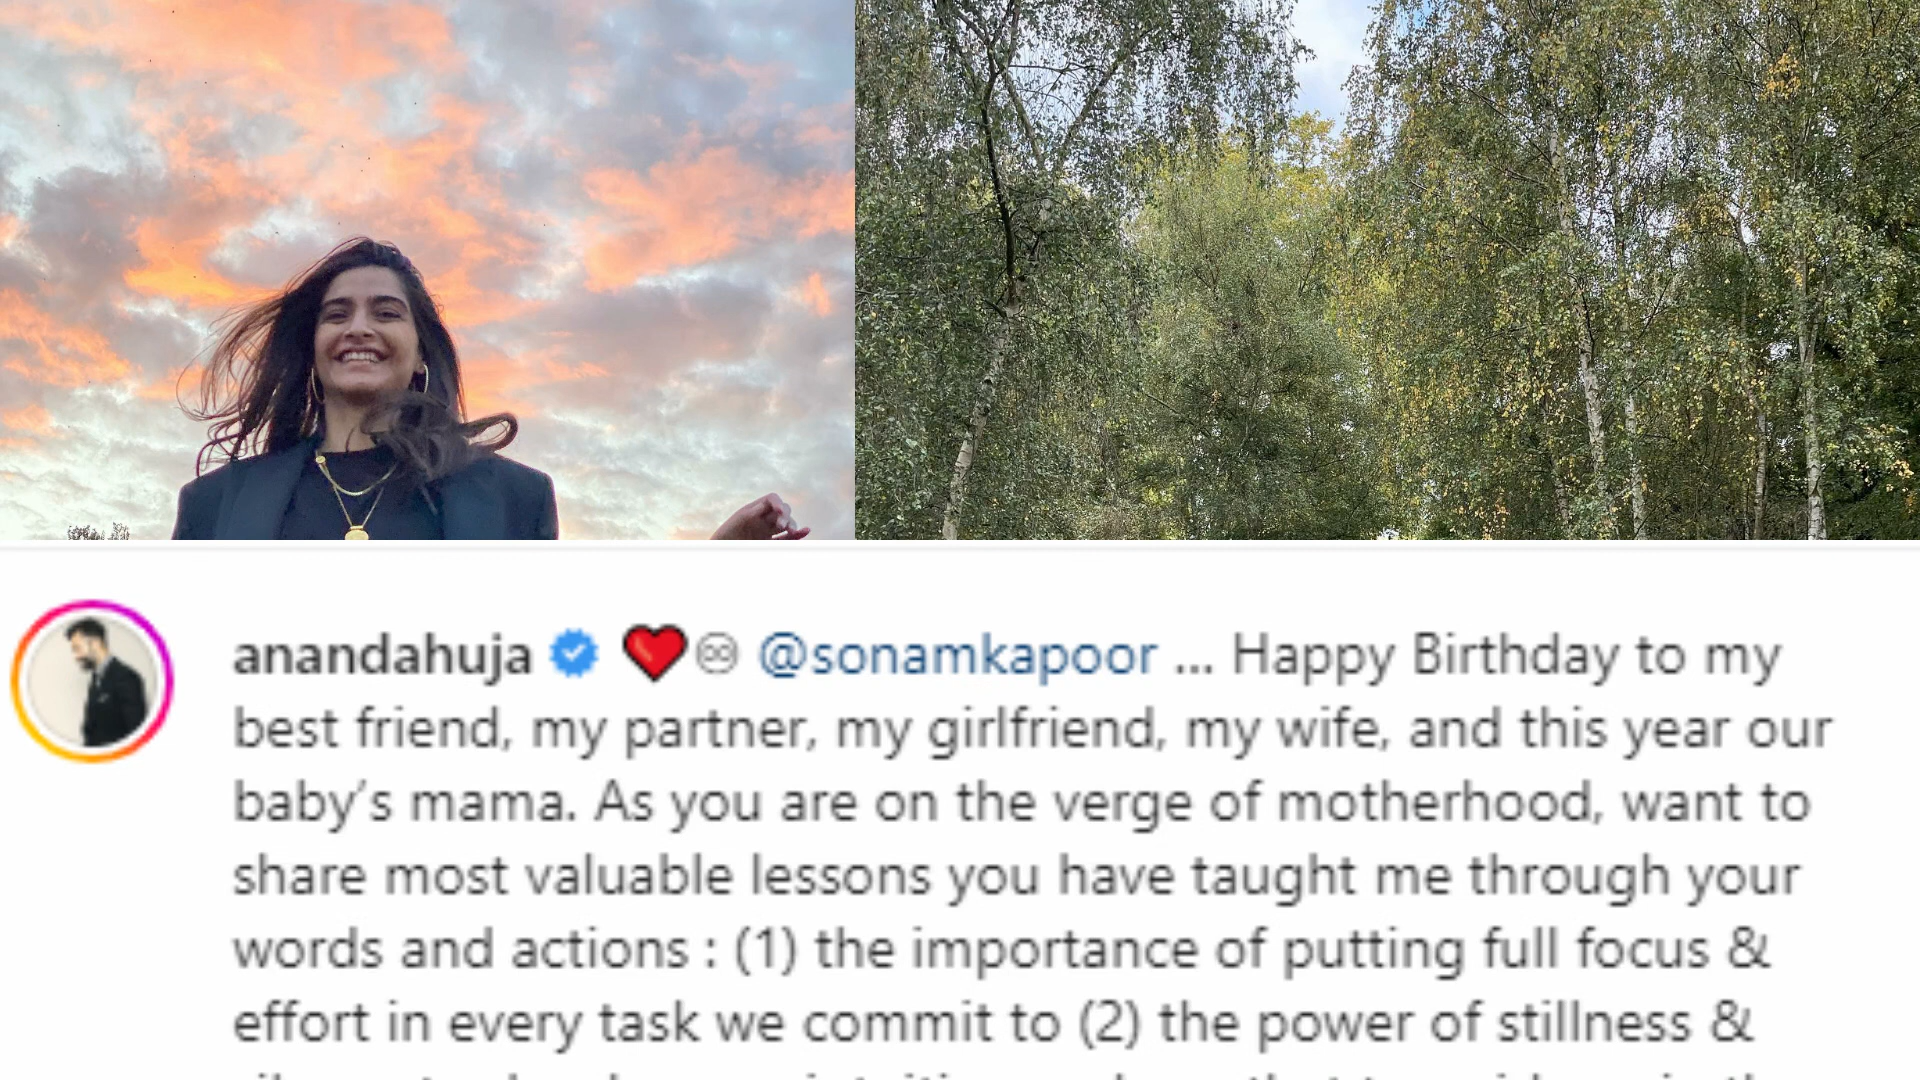 anandahuja ❤️♾ @sonamkapoor ... Happy Birthday to my
best friend, my partner, my girlfriend, my wife, and this year our
baby’s mama. As you are on the verge of motherhood, want to
share most valuable lessons you have taught me through your
words and actions : (1) the importance of putting full focus &
effort in every task we commit to (2) the power of stillness &